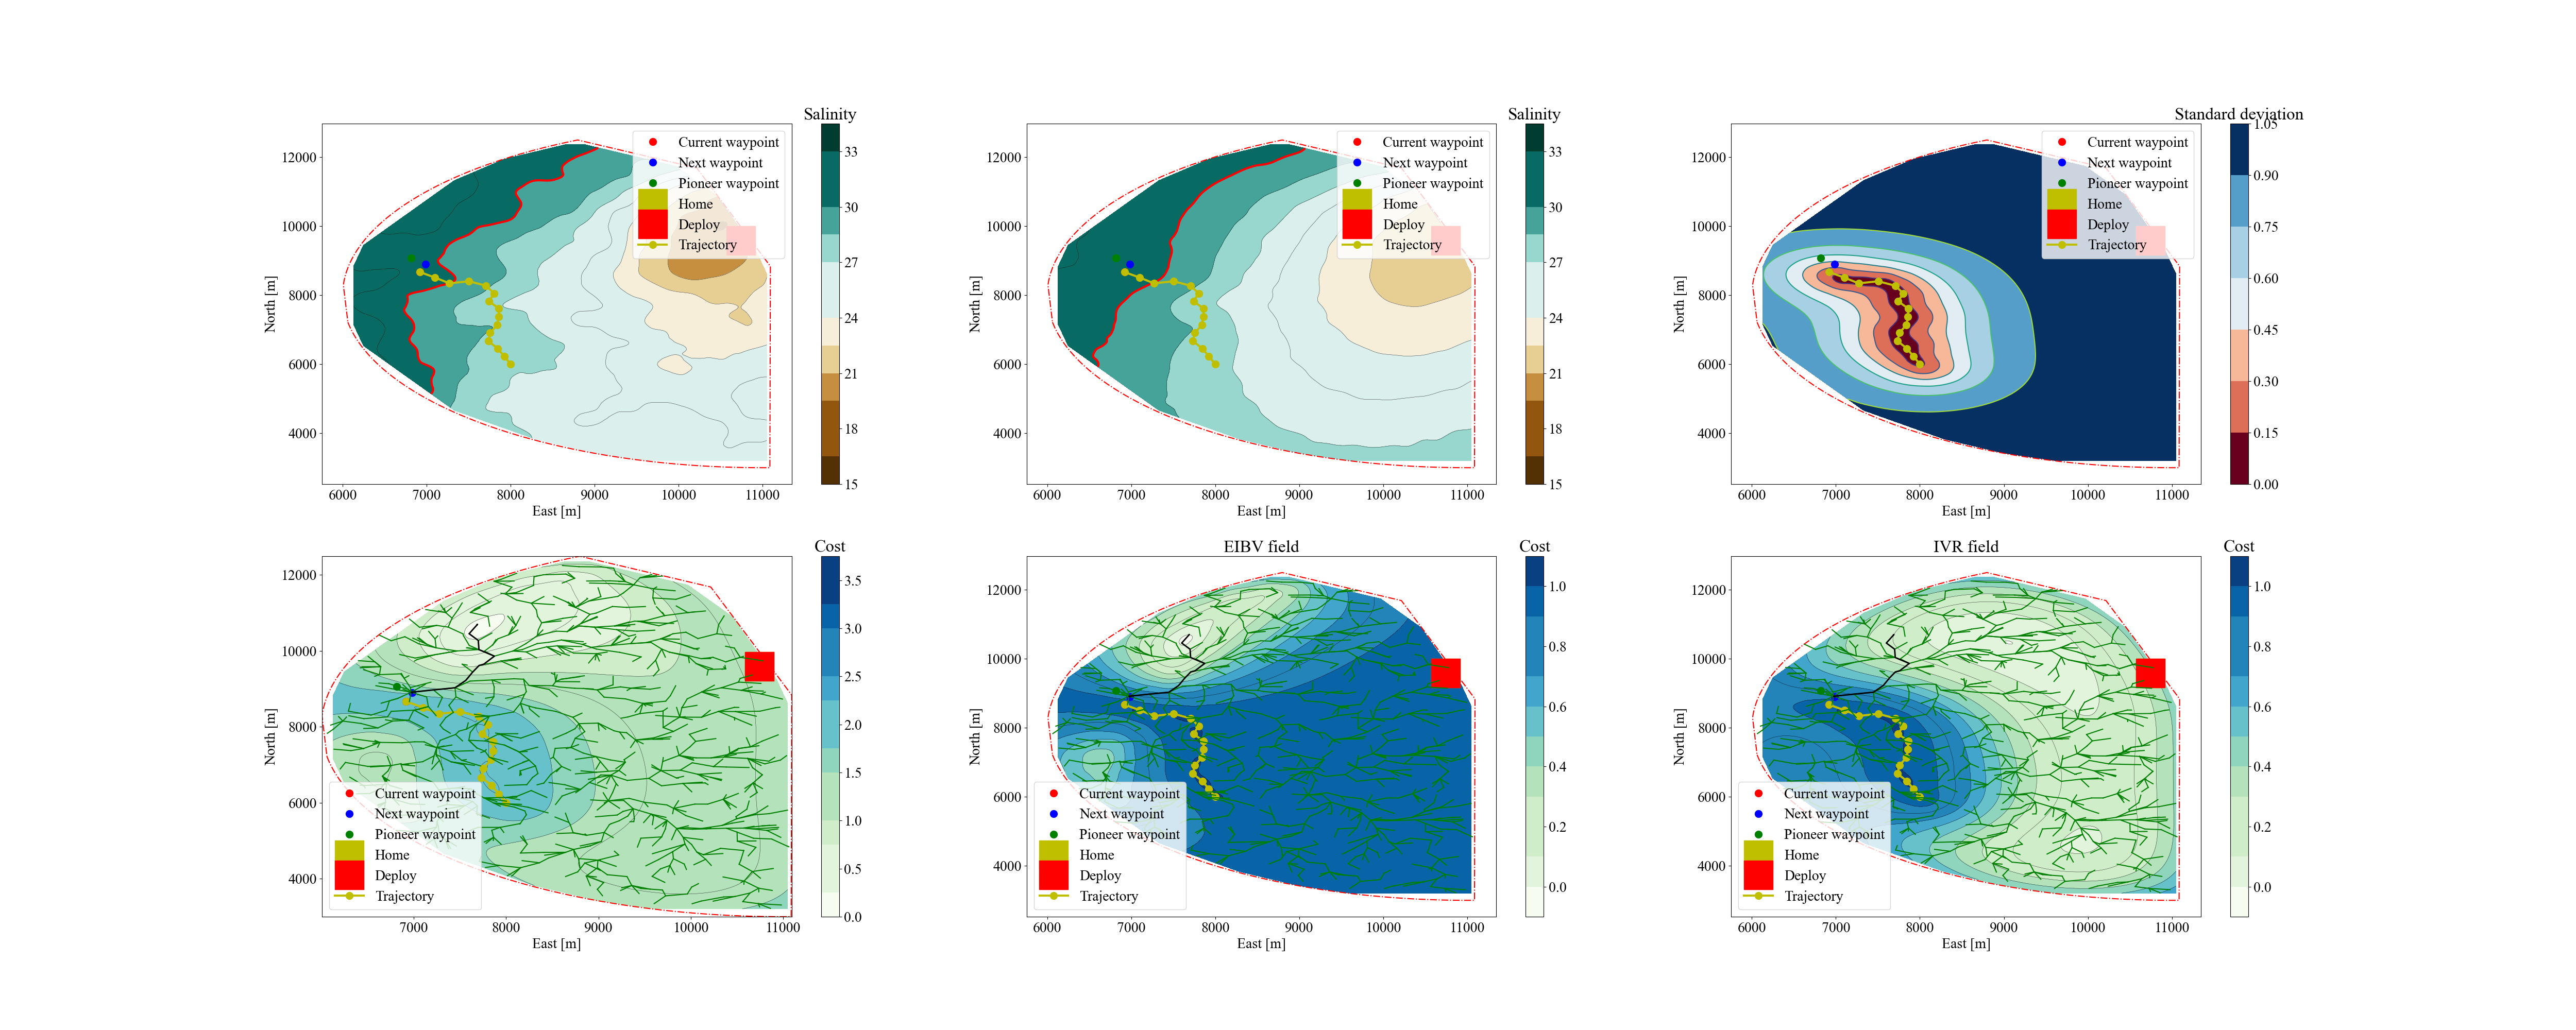 Salinity
Current waypoint
Next waypoint
Pioneer waypoint
Home
Deploy
Trajectory
12000
10000
8000
6000
4000
North [m]
6000 7000 8000 9000 10000 11000
East [m]
33
30
27
24
21
18
15
Salinity
Current waypoint
Next waypoint
Pioneer waypoint
Home
Deploy
Trajectory
12000
10000
8000
6000
4000
North [m]
6000 7000 8000 9000 10000 11000
East [m]
33
30
27
24
21
18
15
Standard deviation
Current waypoint
Next waypoint
Pioneer waypoint
Home
Deploy
Trajectory
12000
10000
8000
6000
4000
North [m]
6000 7000 8000 9000 10000 11000
East [m]
1.05
0.90
0.75
0.60
0.45
0.30
0.15
0.00
Cost
12000
10000
8000
6000
4000
North [m]
Current waypoint
Next waypoint
Pioneer waypoint
Home
Deploy
Trajectory
7000 8000 9000 10000 11000
East [m]
3.5
3.0
2.5
2.0
1.5
1.0
0.5
0.0
EIBV field
Cost
12000
10000
8000
6000
4000
North [m]
Current waypoint
Next waypoint
Pioneer waypoint
Home
Deploy
Trajectory
6000 7000 8000 9000 10000 11000
East [m]
1.0
0.8
0.6
0.4
0.2
0.0
IVR field
Cost
12000
10000
8000
6000
4000
North [m]
Current waypoint
Next waypoint
Pioneer waypoint
Home
Deploy
Trajectory
6000 7000 8000 9000 10000 11000
East [m]
1.0
0.8
0.6
0.4
0.2
0.0